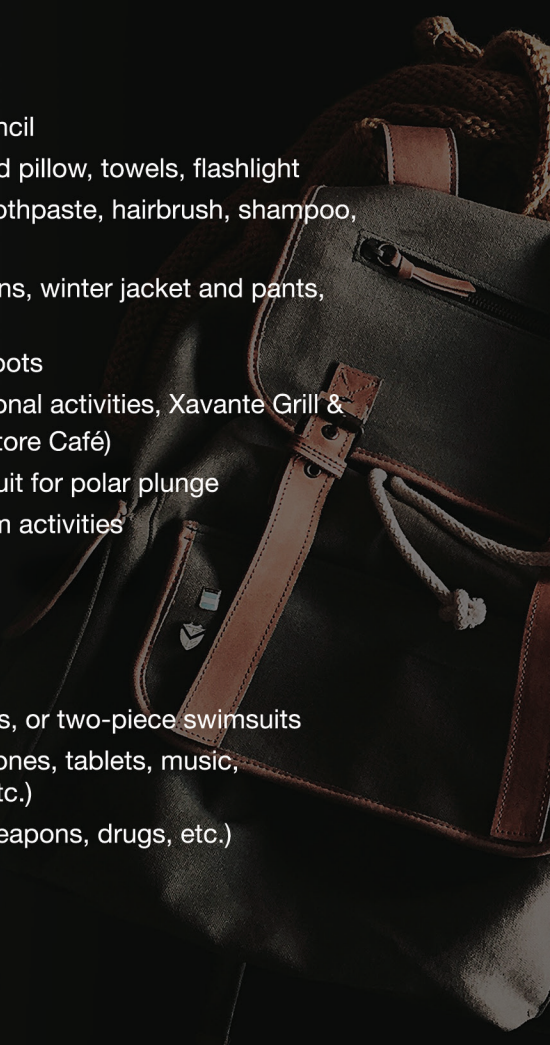 ncil
d pillow, towels, flashlight
othpaste, hairbrush, shampoo,
ns, winter jacket and pants,
oots
onal activities, Xavante Grill &
tore Café)
uit for polar plunge
m activities
s, or two-piece swimsuits
ones, tablets, music,
tc.)
eapons, drugs, etc.)